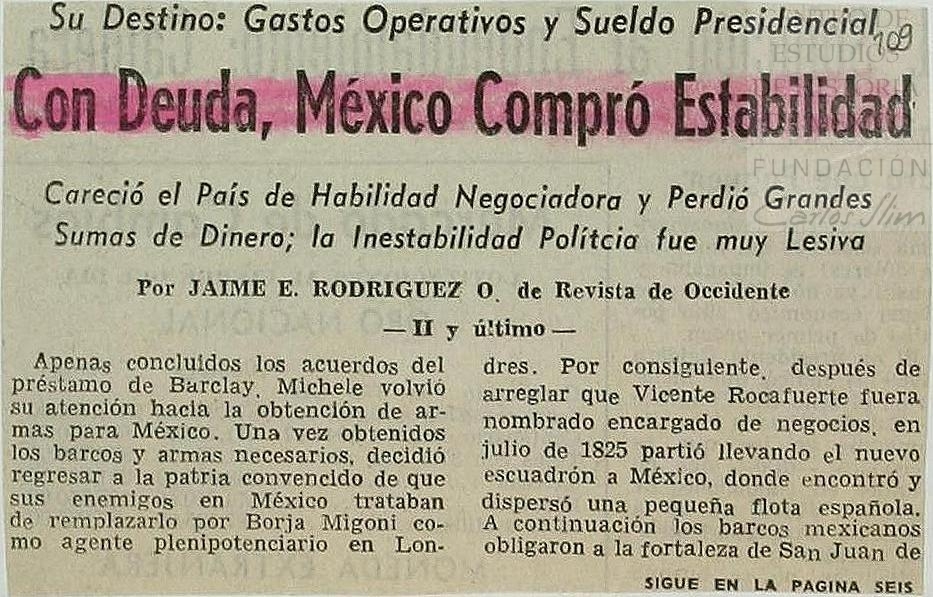 Su Destino: Gastos Operativos y Sueldo Presidencial
109
CENTRO DE
ESTUDIOS
DE HISTORIA
Con Deuda, México Compró Estabilidad
FUNDACIÓN
Carlos Slim
Careció el País de Habilidad Negociadora y Perdió Grandes
Sumas de Dinero; la Inestabilidad Polítcia fue muy Lesiva
Por JAIME E. RODRIGUEZ O. de Revista de Occidente
— II y último —
Apenas concluidos los acuerdos del
préstamo de Barclay, Michele volvió
su atención hacia la obtención de ar-
mas para México. Una vez obtenidos
los barcos y armas necesarios, decidió
regresar a la patria convencido de que
sus enemigos en México trataban
de remplazarlo por Borja Migoni co-
mo agente plenipotenciario en Lon-
dres. Por consiguiente, después de
arreglar que Vicente Rocafuerte fuera
nombrado encargado de negocios, en
julio de 1825 partió llevando el nuevo
escuadrón a México, donde encontró y
dispersó una pequeña flota española.
A continuación los barcos mexicanos
obligaron a la fortaleza de San Juan de
SIGUE EN LA PAGINA SEIS